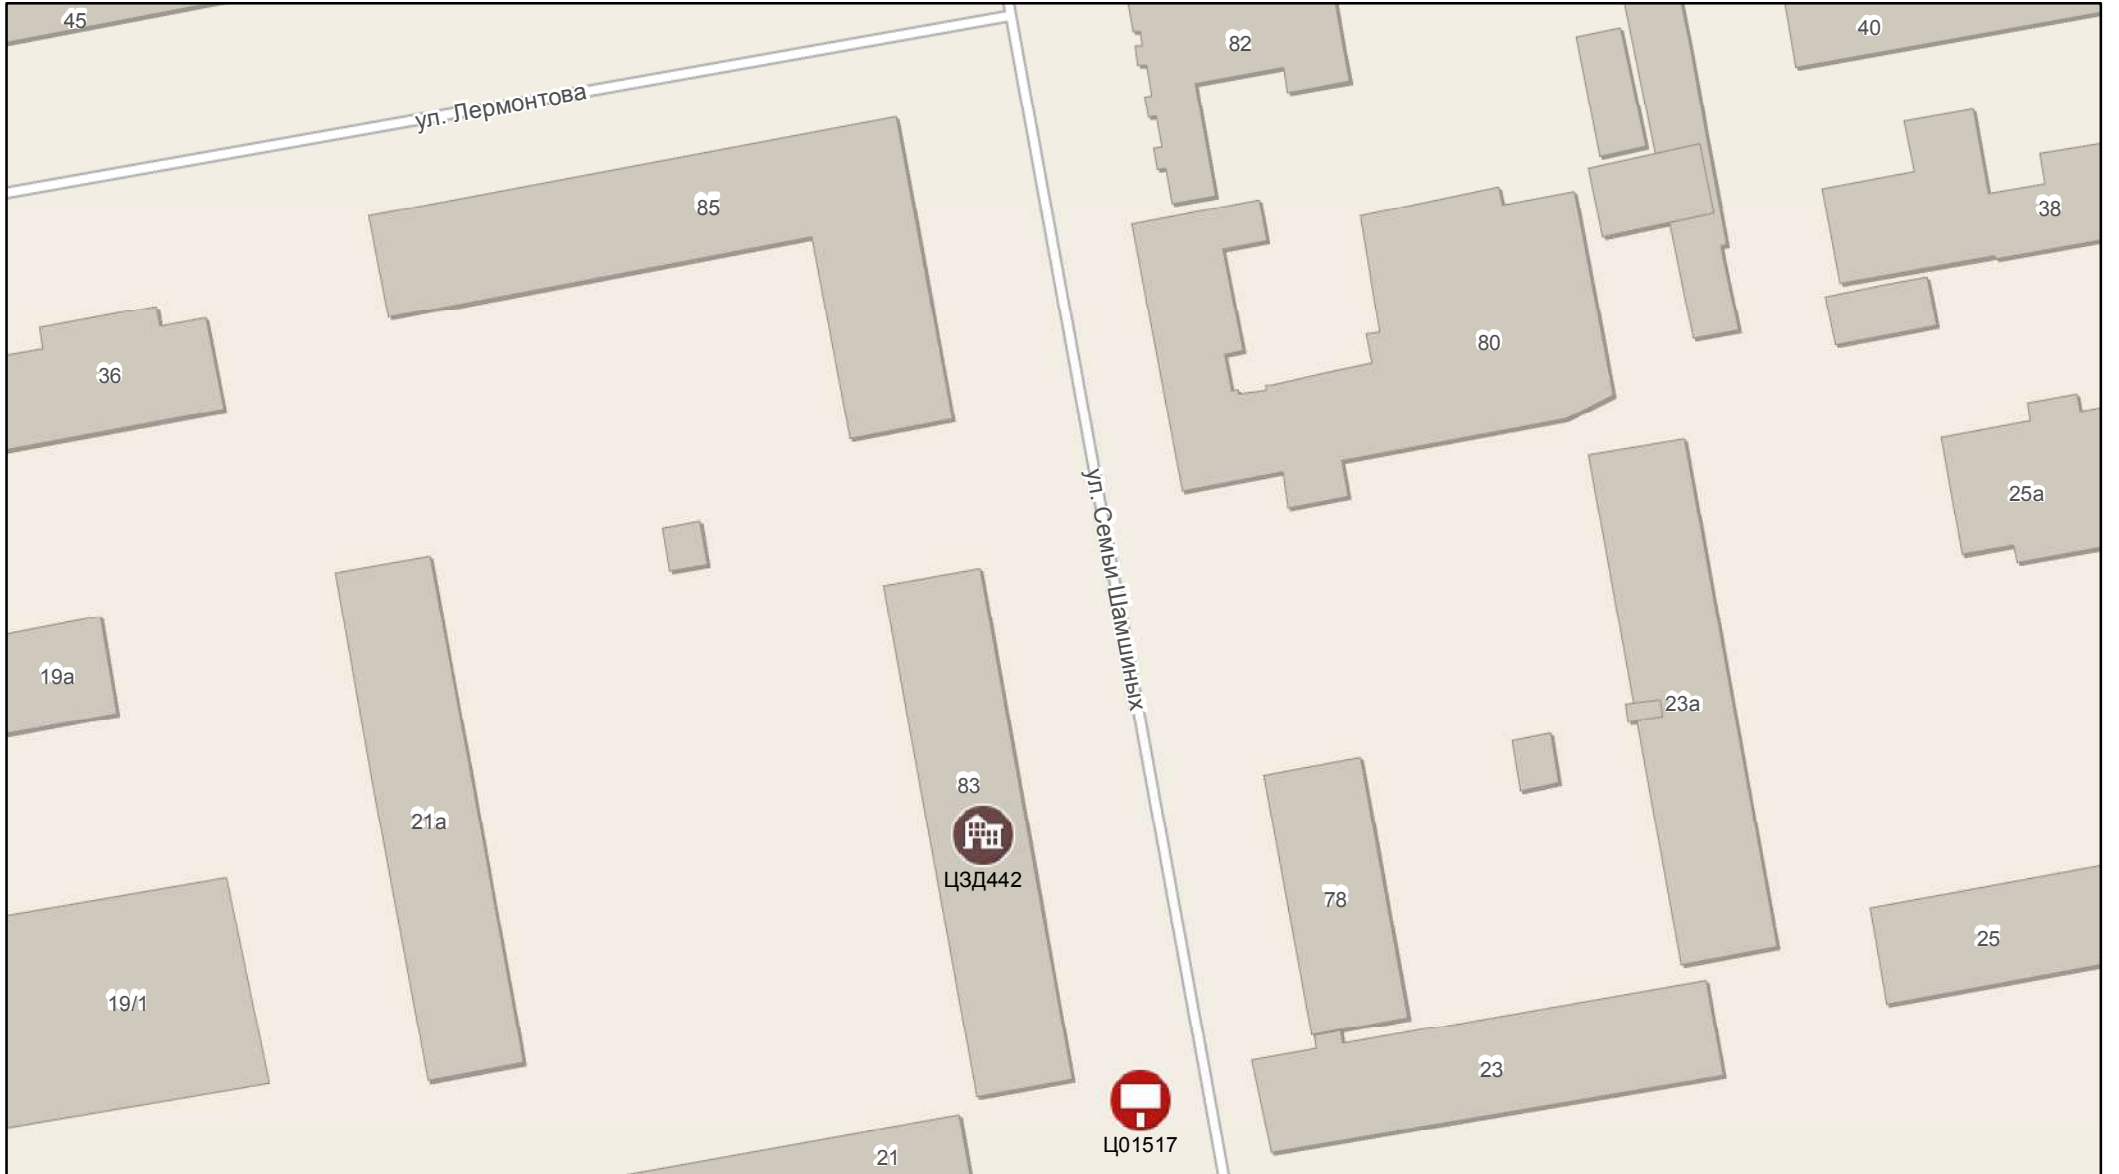 45
82
40
ул. Лермонтова
85
38
36
80
ул. Семьи Шамшиных
25а
19а
23а
83
21а
ЦЗД442
78
25
19/1
23
Ц01517
21